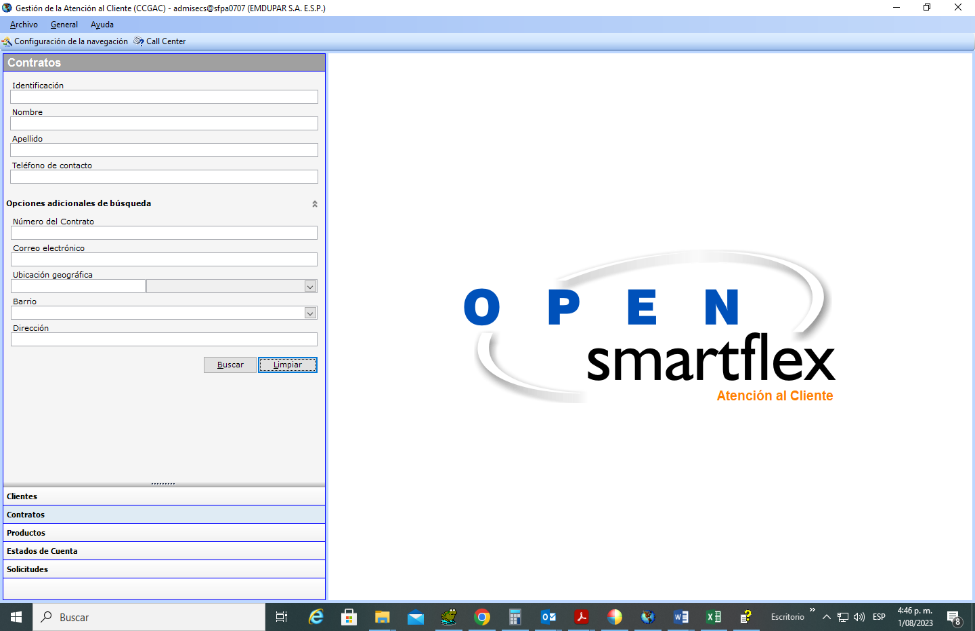 Gestión de la Atención al Cliente (CCGAC) - admisecs@sfpa0707 (EMDUPAR S.A. E.S.P.)
Archivo General Ayuda
Configuración de la navegación Call Center
Contratos
Identificación
Nombre
Apellido
Teléfono de contacto
Opciones adicionales de búsqueda
Número del Contrato
Correo electrónico
Ubicación geográfica
Barrio
Dirección
Buscar Limpiar
OPEN
smartflex
Atención al Cliente
Clientes
Contratos
Productos
Estados de Cuenta
Solicitudes
Buscar
Escritorio
ESP
4:46 p. m.
1/08/2023
8